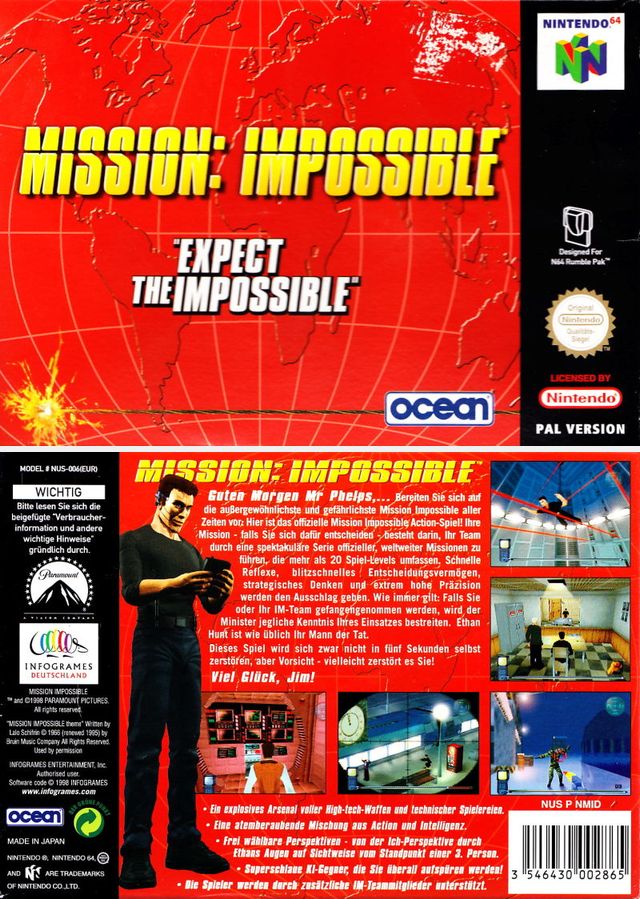 NINTENDO 64
MISSION: IMPOSSIBLE
"EXPECT
THE IMPOSSIBLE"
Designed For
N64 Rumble Pak™
Original
Nintendo
Qualitäts-
Siegel
TM
LICENSED BY
Nintendo
ocean
PAL VERSION
MODEL # NUS-006(EUR)
WICHTIG
Bitte lesen Sie sich die
beigefügte "Verbraucher-
information und andere
wichtige Hinweise"
gründlich durch.
Paramount
A VIACOM COMPANY
INFOGRAMES
DEUTSCHLAND
MISSION IMPOSSIBLE
™ and ©1998 PARAMOUNT PICTURES.
All rights reserved.
"MISSION IMPOSSIBLE theme" Written by
Lalo Schifrin © 1966 (renewed 1995) by
Bruin Music Company All Rights Reserved.
Used by permission
INFOGRAMES ENTERTAINMENT, Inc.
Authorised user.
Software code © 1998 INFOGRAMES
www.infogrames.com
ocean
DER GRÜNE PUNKT
MADE IN JAPAN
NINTENDO ®, NINTENDO 64,
AND ARE TRADEMARKS
OF NINTENDO CO.,LTD.
MISSION: IMPOSSIBLE™
Guten Morgen Mr Phelps,... Bereiten Sie sich auf
die außergewöhnlichste und gefährlichste Mission Impossible aller
Zeiten vor: Hier ist das offizielle Mission Impossible Action-Spiel! Ihre
Mission - falls Sie sich dafür entscheiden - besteht darin, Ihr Team
durch eine spektakuläre Serie offizieller, weltweiter Missionen zu
führen, die mehr als 20 Spiel-Levels umfassen. Schnelle
Reflexe, blitzschnelles Entscheidungsvermögen,
strategisches Denken und extrem hohe Präzision
werden den Ausschlag geben. Wie immer gilt: Falls Sie
oder Ihr IM-Team gefangengenommen werden, wird der
Minister jegliche Kenntnis Ihres Einsatzes bestreiten. Ethan
Hunt ist wie üblich Ihr Mann der Tat.
Dieses Spiel wird sich zwar nicht in fünf Sekunden selbst
zerstören, aber Vorsicht - vielleicht zerstört es Sie!
Viel Glück, Jim!
• Ein explosives Arsenal voller High-tech-Waffen und technischer Spielereien.
• Eine atemberaubende Mischung aus Action und Intelligenz.
• Frei wählbare Perspektiven - von der Ich-Perspektive durch
Ethans Augen auf Sichtweise vom Standpunkt einer 3. Person.
• Superschlaue KI-Gegner, die Sie überall aufspüren werden!
• Die Spieler werden durch zusätzliche IM-Teammitglieder unterstützt.
NUS P NMID
3 546430 002865